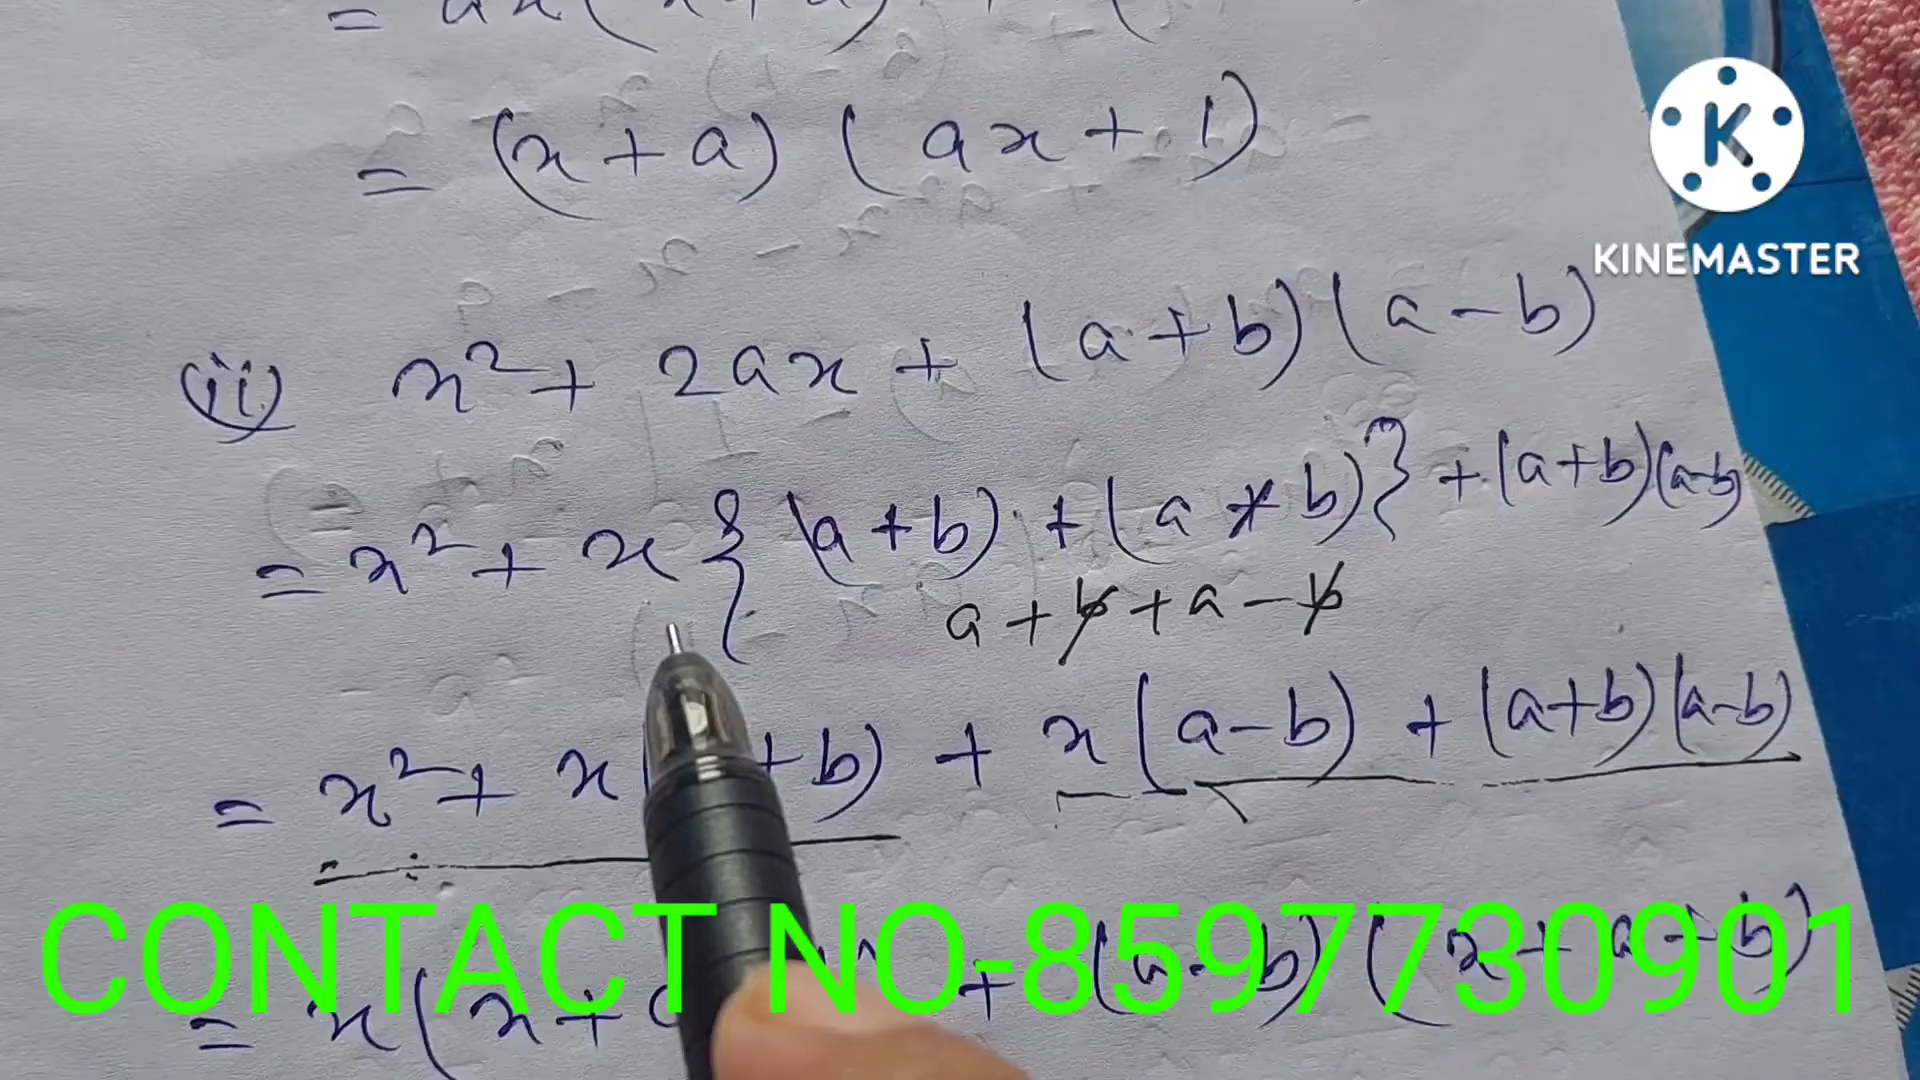 = (x + a) (ax + 1)
KINEMASTER
(ii) x² + 2ax + (a + b)(a - b)
= x² + x{(a + b) + (a - b)} + (a+b)(a-b)
a + b + a - b
= x² + x + b) + x(a - b) + (a+b)(a-b)
= x(x + + (a - b)(x + a + b)
CONTACT NO-8597730901